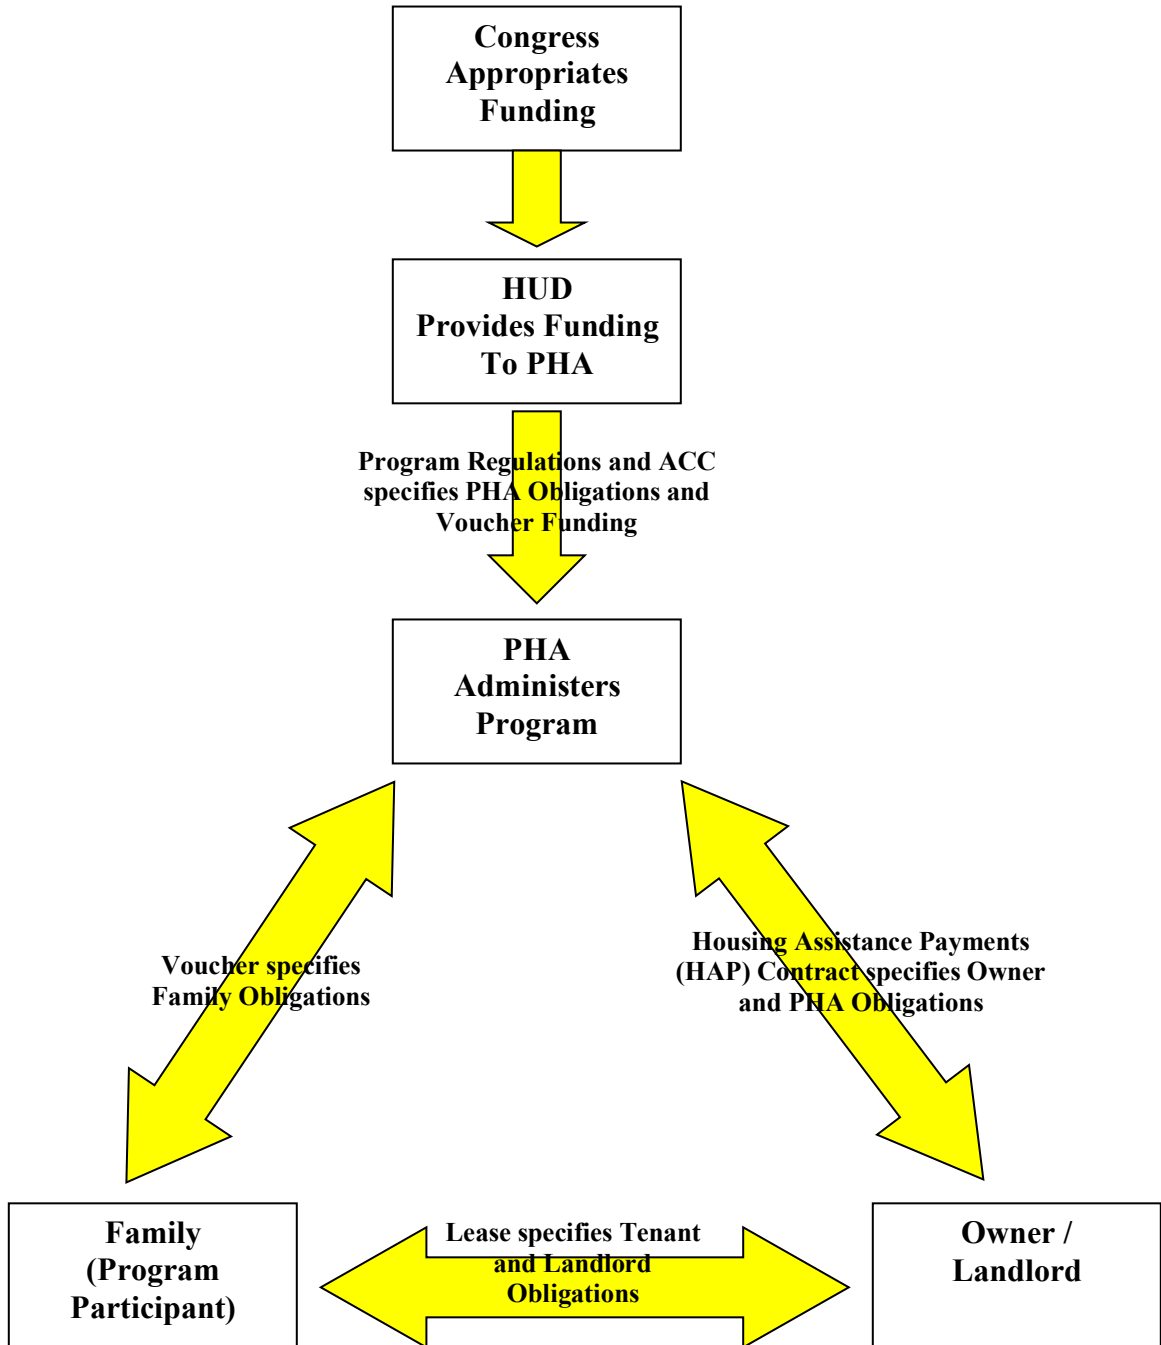 Congress
Appropriates
Funding
HUD
Provides Funding
To PHA
Program Regulations and ACC
specifies PHA Obligations and
Voucher Funding
PHA
Administers
Program
Voucher specifies
Family Obligations
Housing Assistance Payments
(HAP) Contract specifies Owner
and PHA Obligations
Family
(Program
Participant)
Lease specifies Tenant
and Landlord
Obligations
Owner /
Landlord